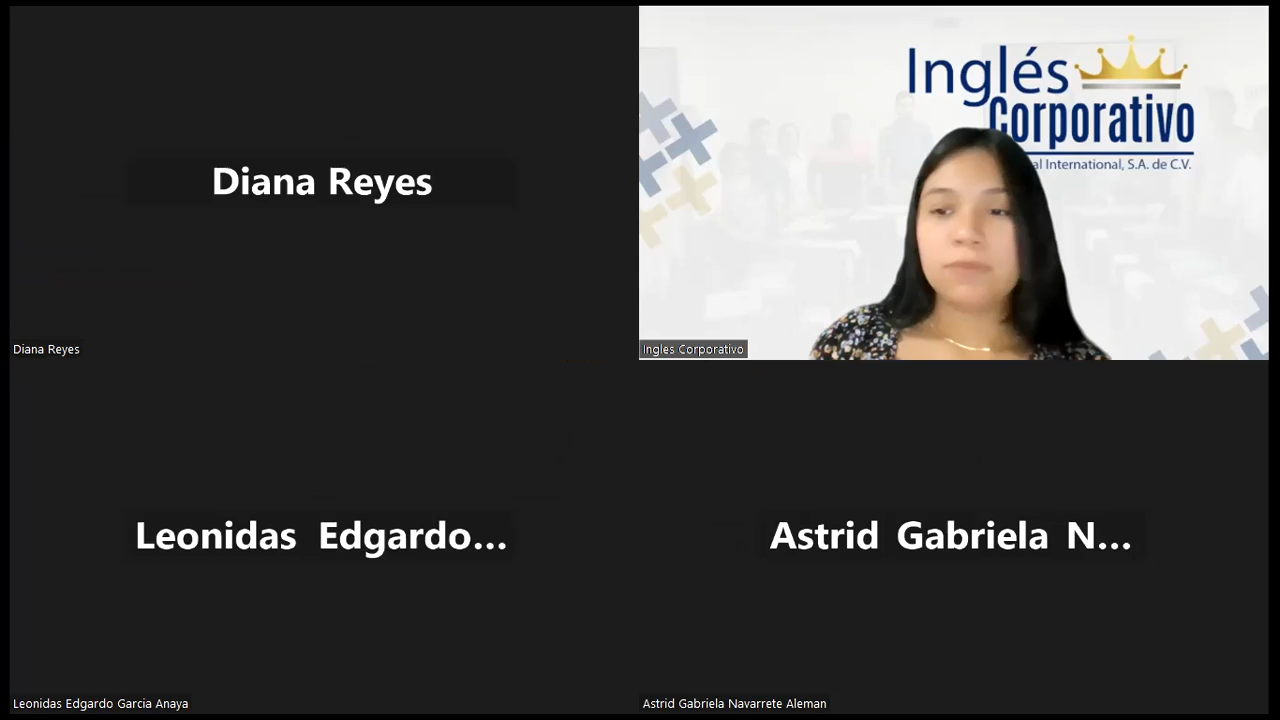 Diana Reyes
Diana Reyes
Inglés
Corporativo
al International, S.A. de C.V.
Ingles Corporativo
Leonidas Edgardo...
Leonidas Edgardo Garcia Anaya
Astrid Gabriela N...
Astrid Gabriela Navarrete Aleman